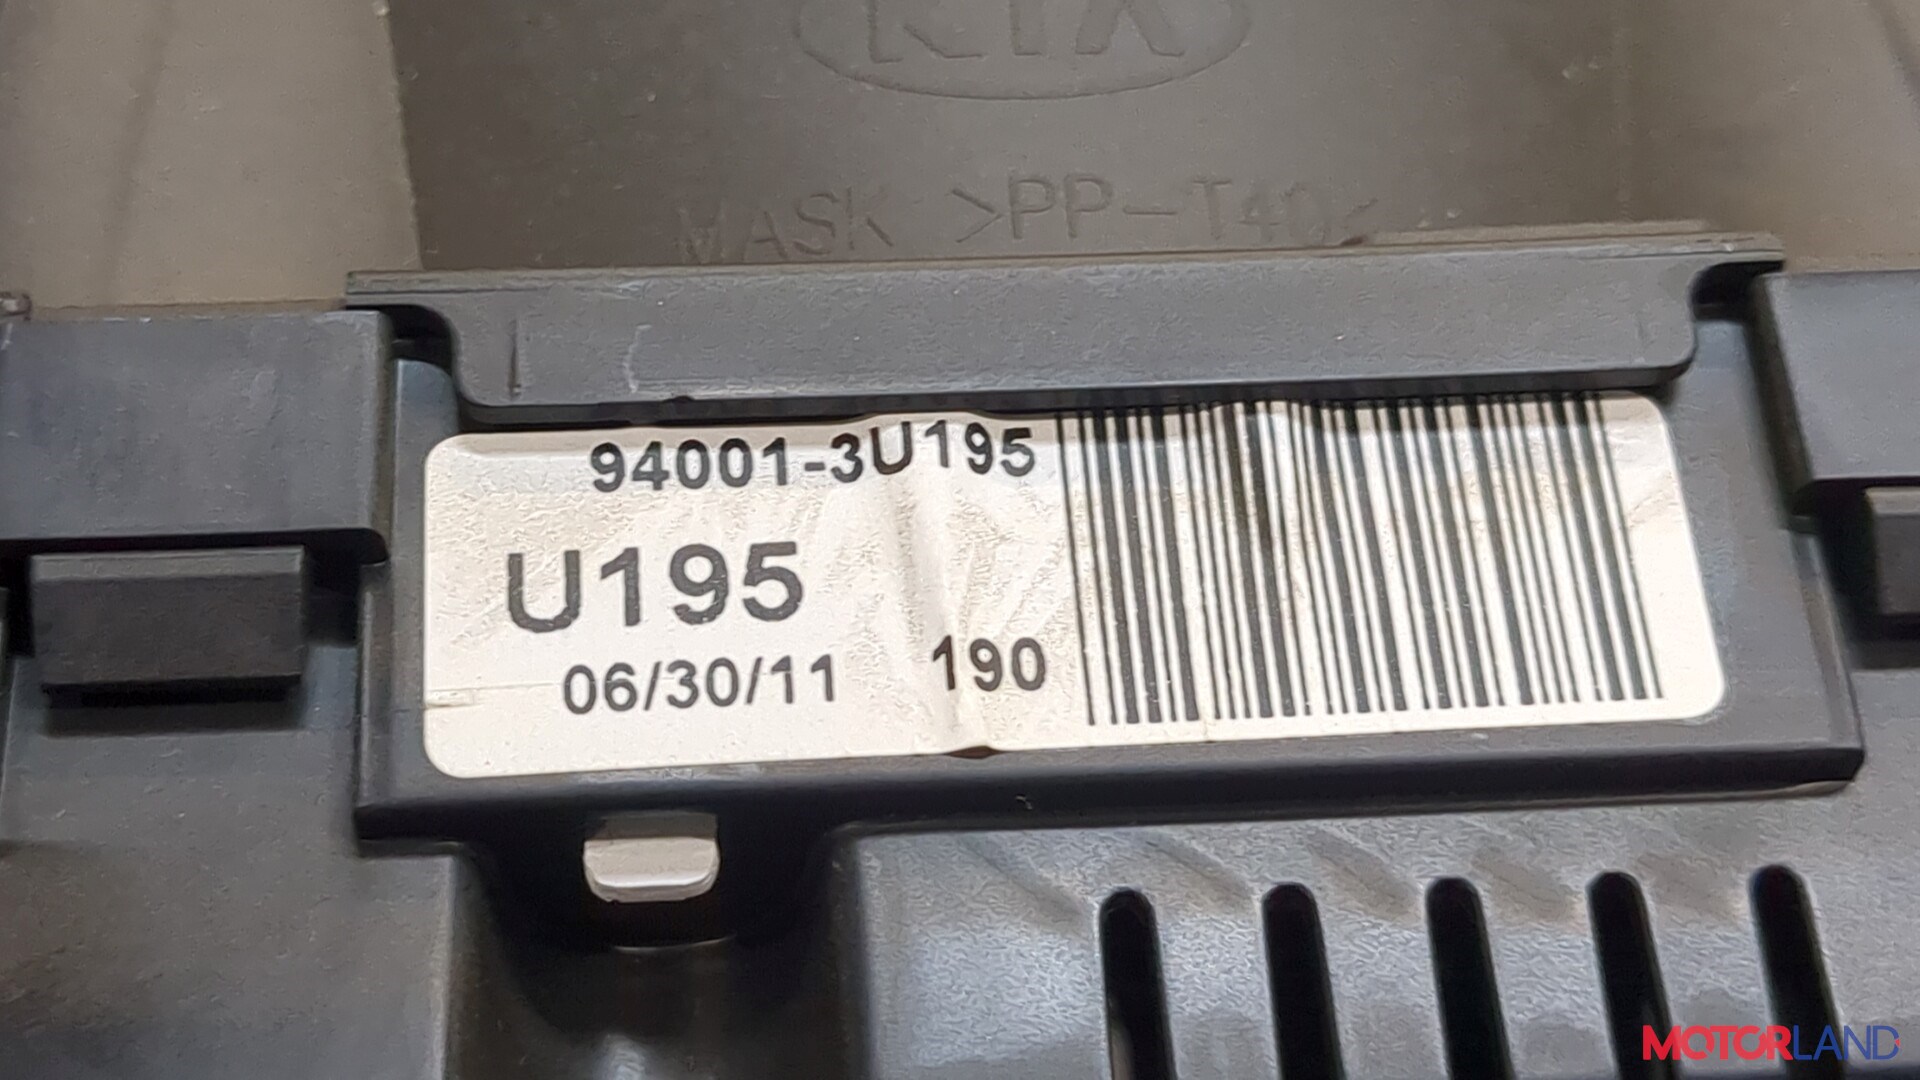 KIA
MASK >PP-T40<
94001-3U195
U195
06/30/11 190
MOTORLAND